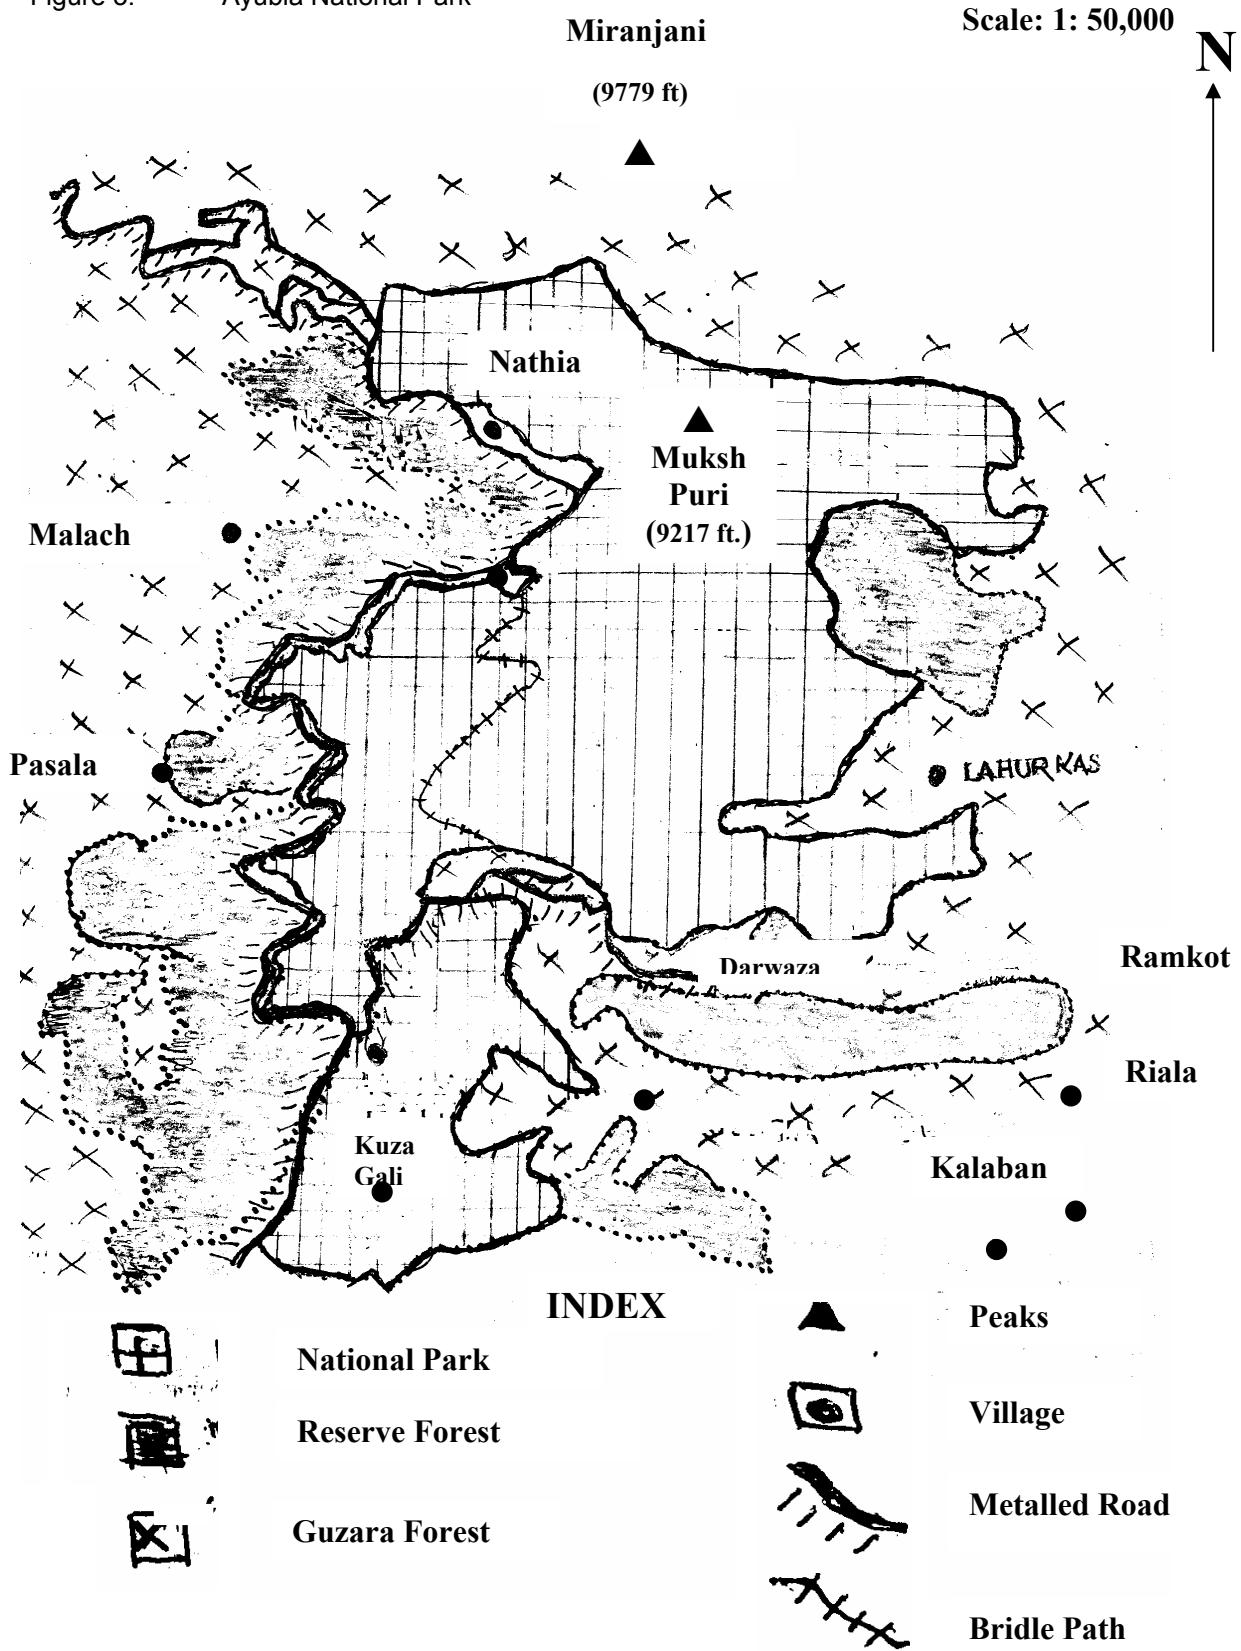 Figure 3. Ayubia National Park
Scale: 1: 50,000
Miranjani
N
(9779 ft)
Nathia
Muksh
Puri
(9217 ft.)
Malach
Pasala
LAHUR KAS
Ramkot
Darwaza
Riala
Kuza
Gali
Kalaban
INDEX
National Park
Reserve Forest
Guzara Forest
Peaks
Village
Metalled Road
Bridle Path